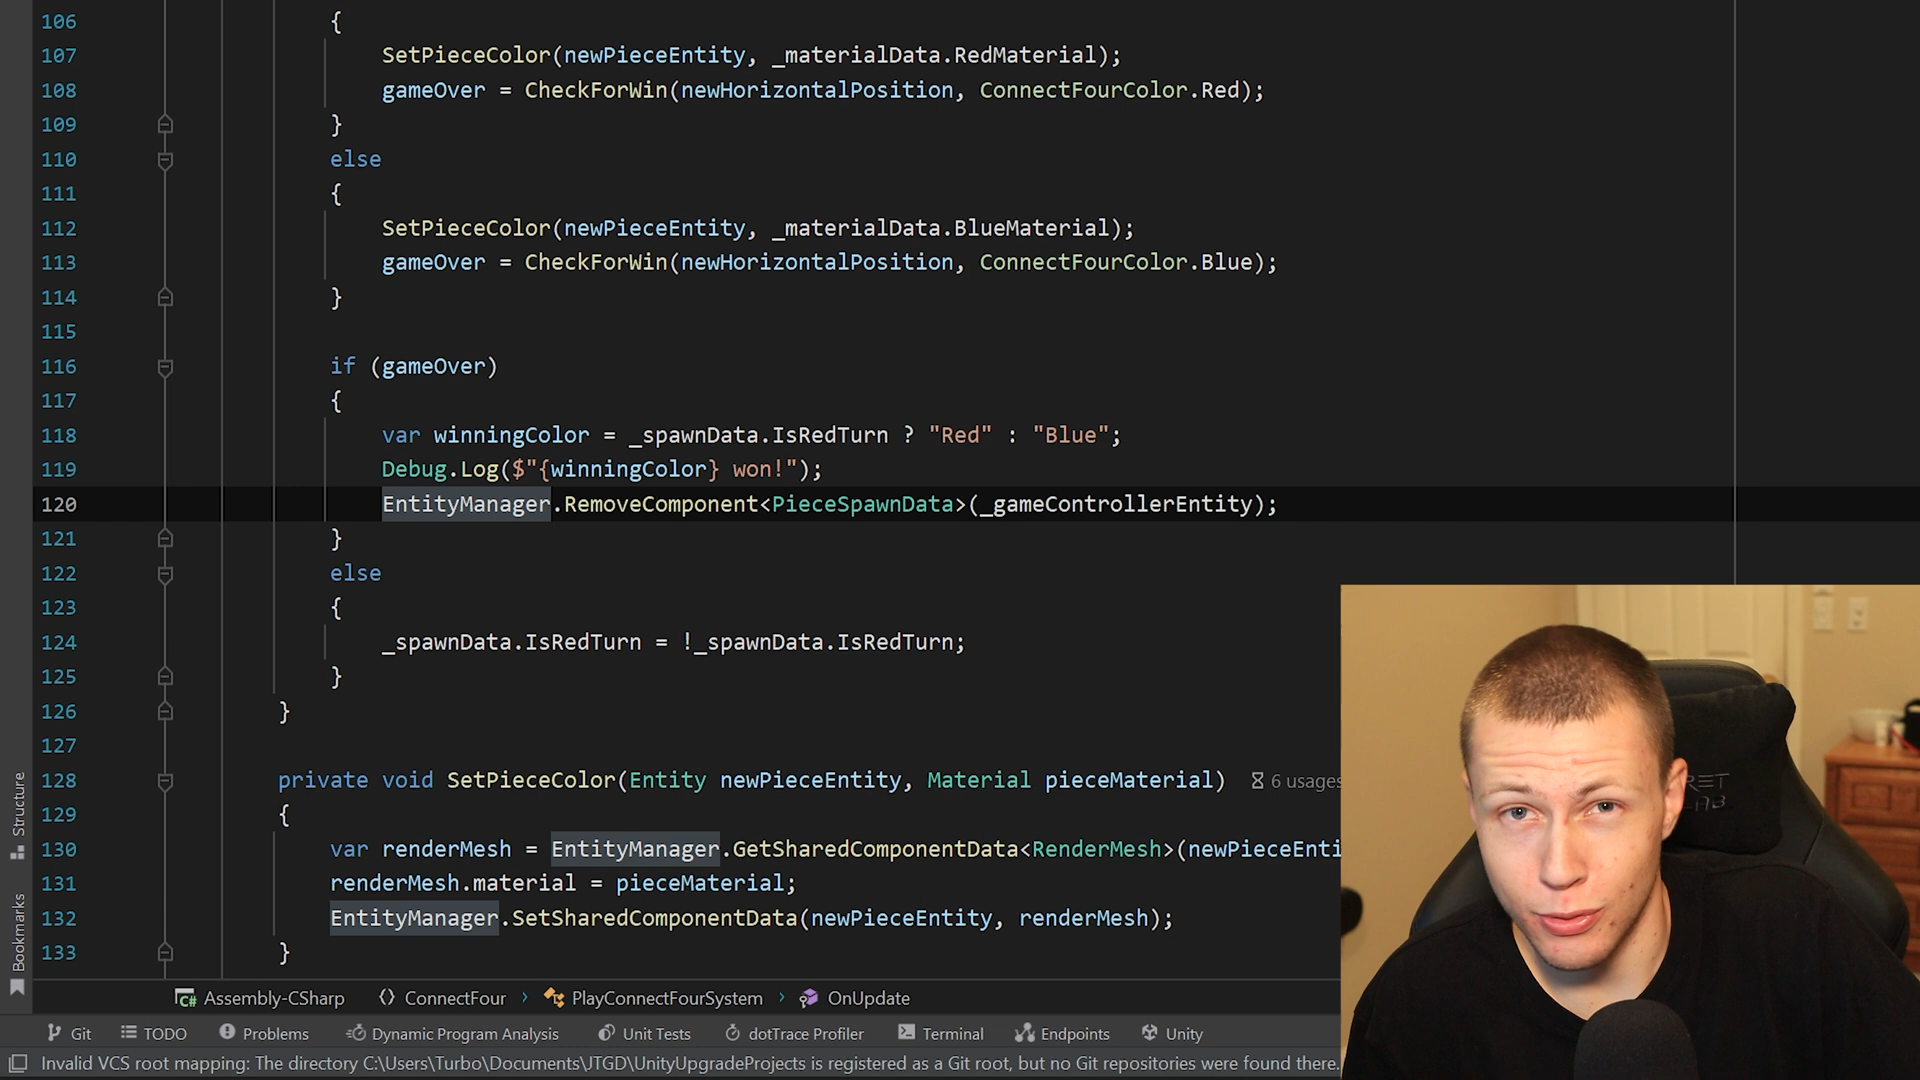 106 {
107 SetPieceColor(newPieceEntity, _materialData.RedMaterial);
108 gameOver = CheckForWin(newHorizontalPosition, ConnectFourColor.Red);
109 }
110 else
111 {
112 SetPieceColor(newPieceEntity, _materialData.BlueMaterial);
113 gameOver = CheckForWin(newHorizontalPosition, ConnectFourColor.Blue);
114 }
115
116 if (gameOver)
117 {
118 var winningColor = _spawnData.IsRedTurn ? "Red" : "Blue";
119 Debug.Log($"{winningColor} won!");
120 EntityManager.RemoveComponent<PieceSpawnData>(_gameControllerEntity);
121 }
122 else
123 {
124 _spawnData.IsRedTurn = !_spawnData.IsRedTurn;
125 }
126 }
127
128 private void SetPieceColor(Entity newPieceEntity, Material pieceMaterial) 6 usages
129 {
130 var renderMesh = EntityManager.GetSharedComponentData<RenderMesh>(newPieceEnti
131 renderMesh.material = pieceMaterial;
132 EntityManager.SetSharedComponentData(newPieceEntity, renderMesh);
133 }
Structure
Bookmarks
C# Assembly-CSharp ConnectFour PlayConnectFourSystem OnUpdate
Git TODO Problems Dynamic Program Analysis Unit Tests dotTrace Profiler Terminal Endpoints Unity
Invalid VCS root mapping: The directory C:\Users\Turbo\Documents\JTGD\UnityUpgradeProjects is registered as a Git root, but no Git repositories were found there.